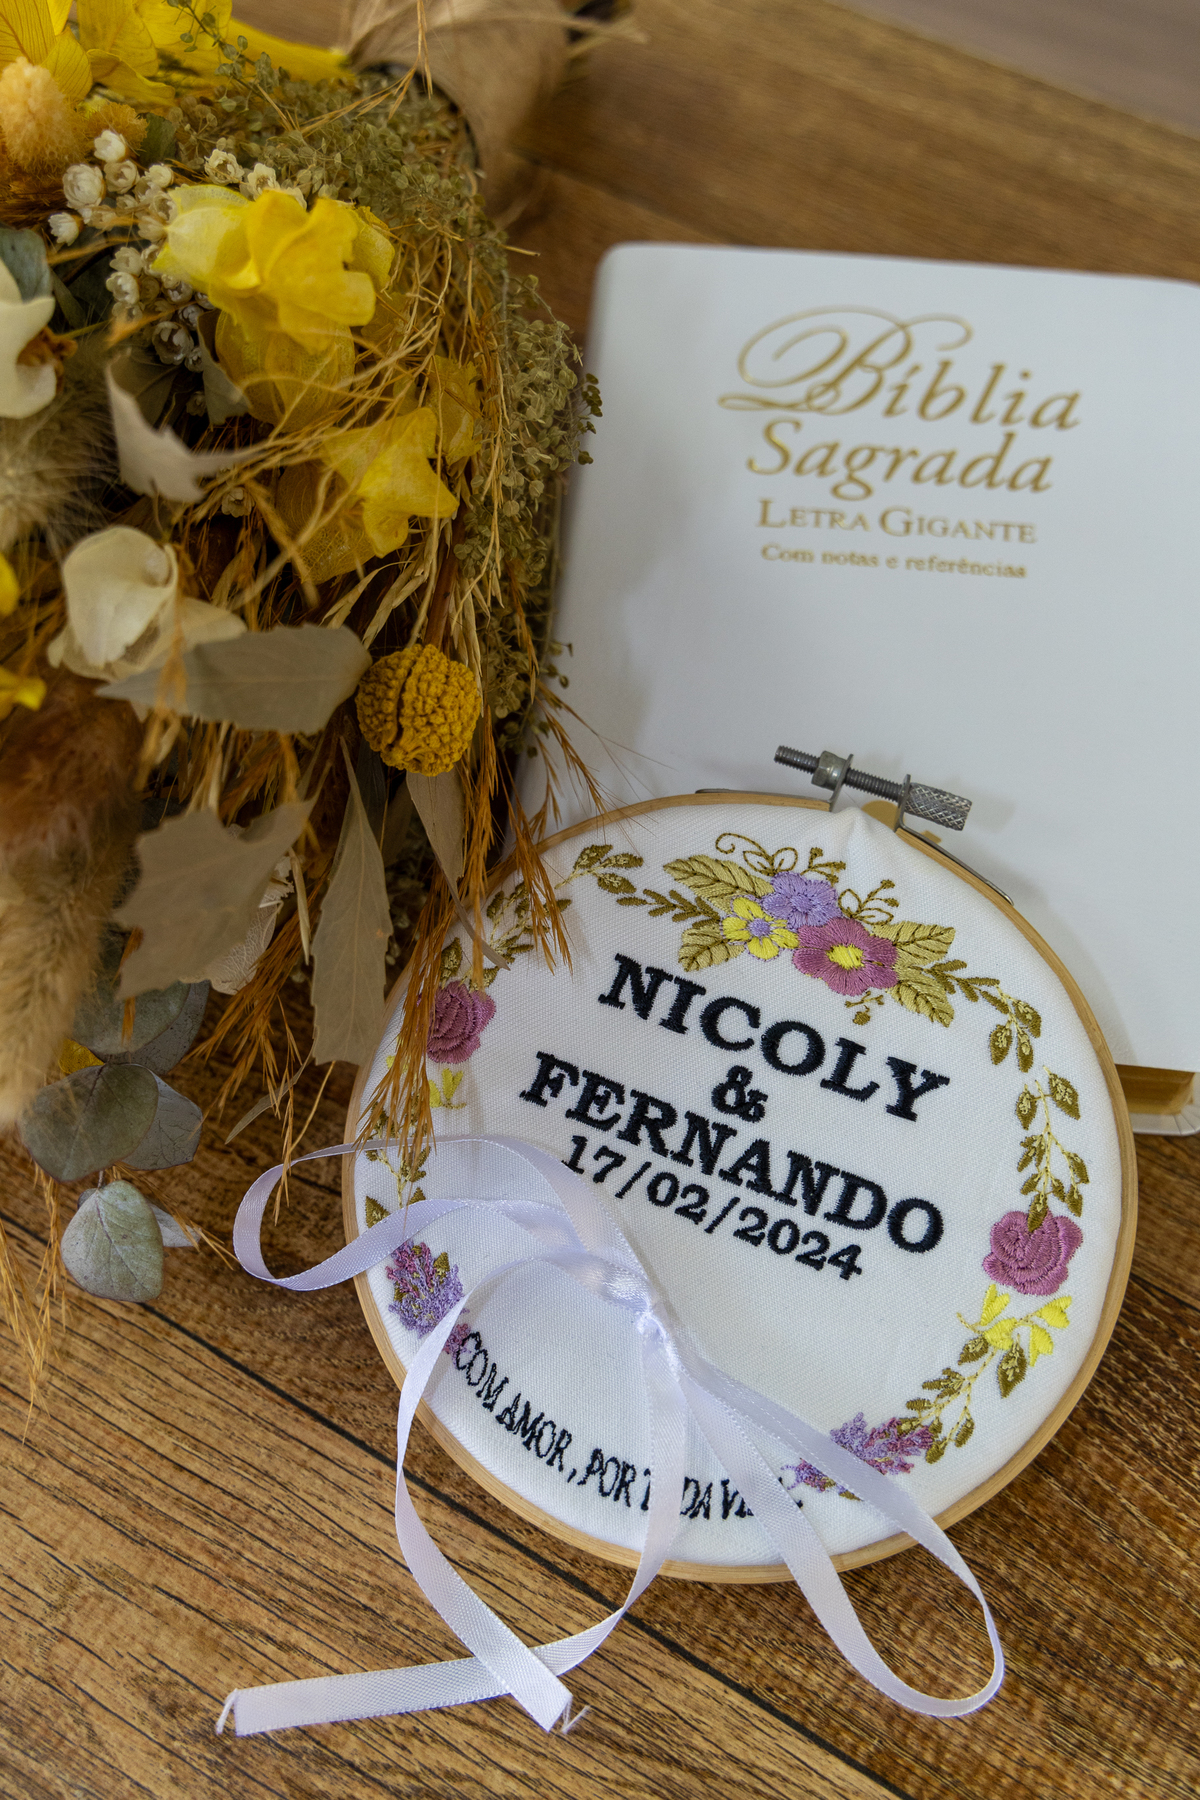 Bíblia
Sagrada
LETRA GIGANTE
Com notas e referências
NICOLY
&
FERNANDO
17/02/2024
COM AMOR, POR